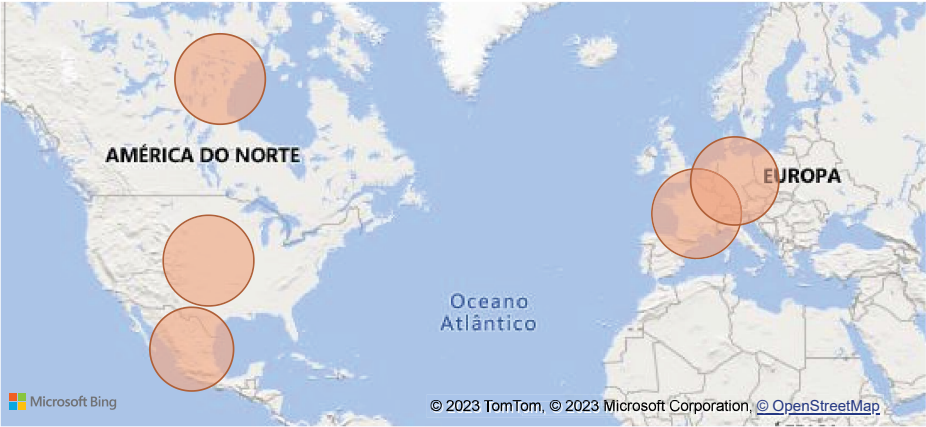 AMÉRICA DO NORTE
EUROPA
Oceano
Atlântico
Microsoft Bing
© 2023 TomTom, © 2023 Microsoft Corporation, © OpenStreetMap